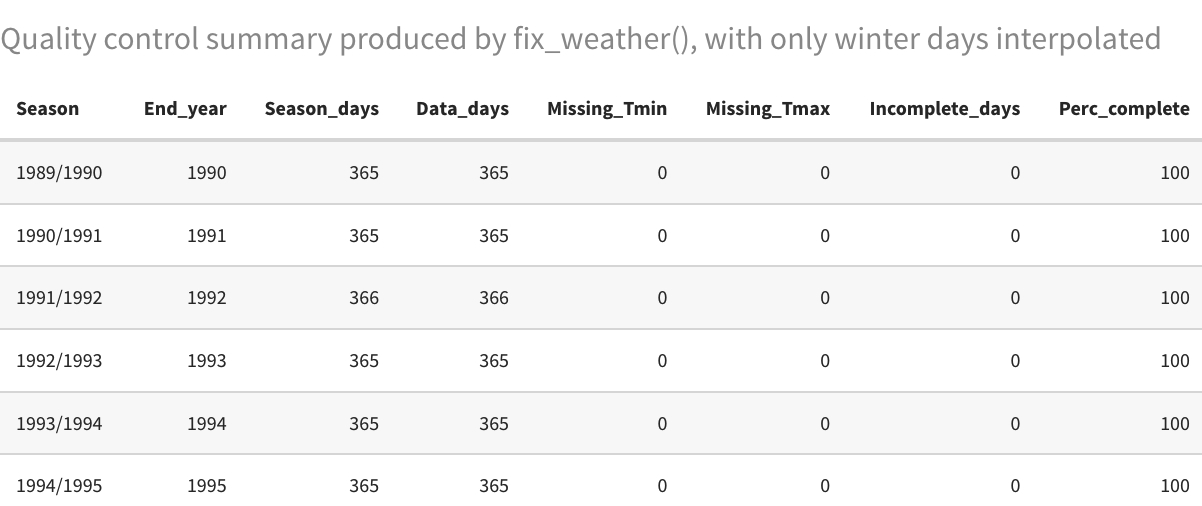 Quality control summary produced by fix_weather(), with only winter days interpolated
Season End_year Season_days Data_days Missing_Tmin Missing_Tmax Incomplete_days Perc_complete
1989/1990 1990 365 365 0 0 0 100
1990/1991 1991 365 365 0 0 0 100
1991/1992 1992 366 366 0 0 0 100
1992/1993 1993 365 365 0 0 0 100
1993/1994 1994 365 365 0 0 0 100
1994/1995 1995 365 365 0 0 0 100